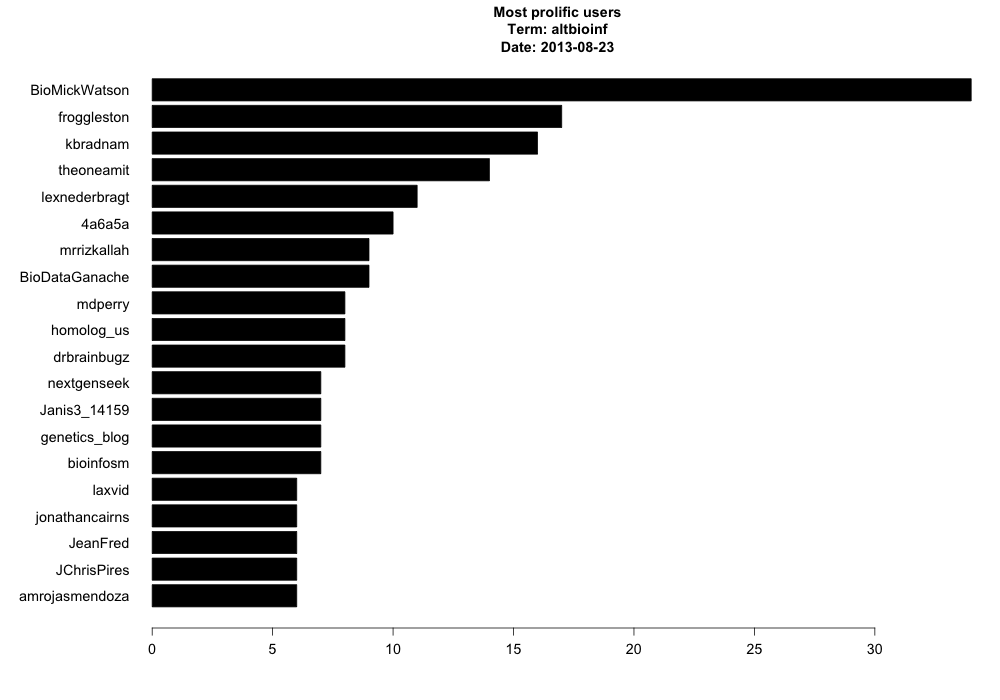 Most prolific users
Term: altbioinf
Date: 2013-08-23
BioMickWatson
froggleston
kbradnam
theoneamit
lexnederbragt
4a6a5a
mrrizkallah
BioDataGanache
mdperry
homolog_us
drbrainbugz
nextgenseek
Janis3_14159
genetics_blog
bioinfosm
laxvid
jonathancairns
JeanFred
JChrisPires
amrojasmendoza
0 5 10 15 20 25 30